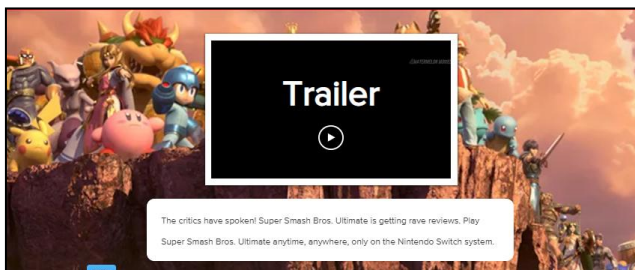 Trailer
The critics have spoken! Super Smash Bros. Ultimate is getting rave reviews. Play
Super Smash Bros. Ultimate anytime, anywhere, only on the Nintendo Switch system.